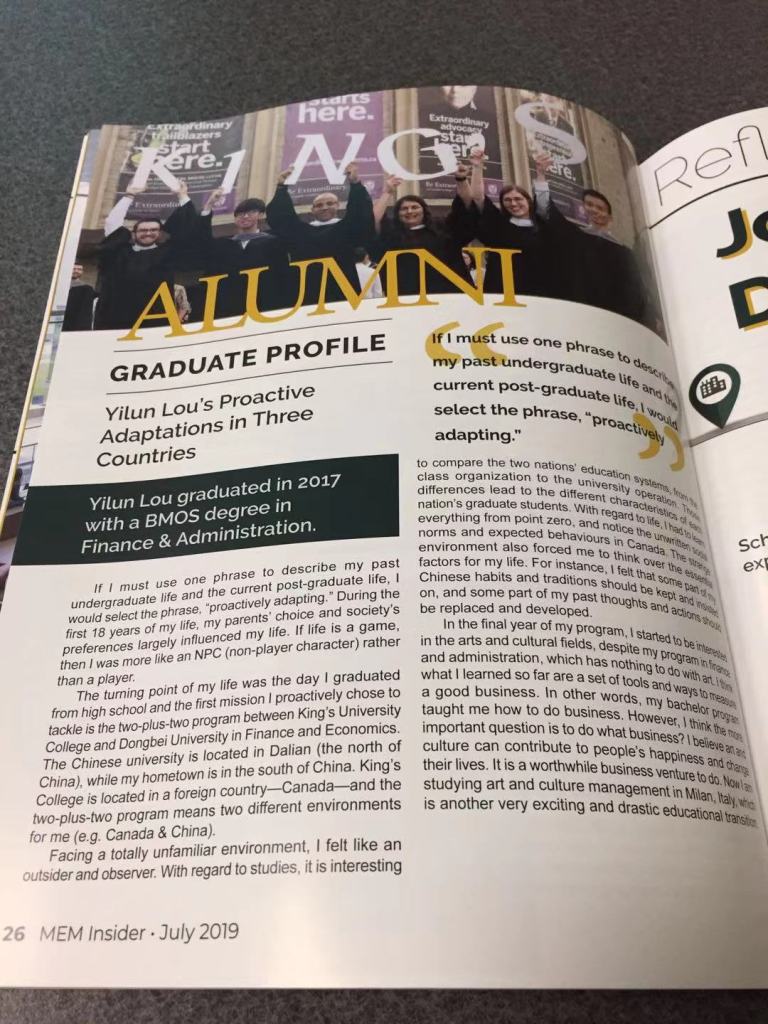 Extraordinary
trailblazers
start
here.
starts
here.
Extraordinary
advocacy
start
here.
Be Extraordinary.
KING'S
ALUMNI
GRADUATE PROFILE
Yilun Lou's Proactive
Adaptations in Three
Countries
Yilun Lou graduated in 2017
with a BMOS degree in
Finance & Administration.
If I must use one phrase to describe my past
undergraduate life and the current post-graduate life, I
would select the phrase, "proactively adapting." During the
first 18 years of my life, my parents' choice and society's
preferences largely influenced my life. If life is a game,
then I was more like an NPC (non-player character) rather
than a player.
The turning point of my life was the day I graduated
from high school and the first mission I proactively chose to
tackle is the two-plus-two program between King's University
College and Dongbei University in Finance and Economics.
The Chinese university is located in Dalian (the north of
China), while my hometown is in the south of China. King's
College is located in a foreign country—Canada—and the
two-plus-two program means two different environments
for me (e.g. Canada & China).
Facing a totally unfamiliar environment, I felt like an
outsider and observer. With regard to studies, it is interesting
“
If I must use one phrase to describe
my past undergraduate life and the
current post-graduate life, I would
select the phrase, "proactively
adapting."
”
to compare the two nations' education systems, from the
class organization to the university operation. Those
differences lead to the different characteristics of each
nation's graduate students. With regard to life, I had to learn
everything from point zero, and notice the unwritten social
norms and expected behaviours in Canada. The strange
environment also forced me to think over the essential
factors for my life. For instance, I felt that some part of my
Chinese habits and traditions should be kept and insisted
on, and some part of my past thoughts and actions should
be replaced and developed.
In the final year of my program, I started to be interested
in the arts and cultural fields, despite my program in finance
and administration, which has nothing to do with art. I think
what I learned so far are a set of tools and ways to measure
a good business. In other words, my bachelor program
taught me how to do business. However, I think the more
important question is to do what business? I believe art and
culture can contribute to people's happiness and change
their lives. It is a worthwhile business venture to do. Now I am
studying art and culture management in Milan, Italy, which
is another very exciting and drastic educational transition
26 MEM Insider • July 2019
Refl
Jo
D
Sch
exp